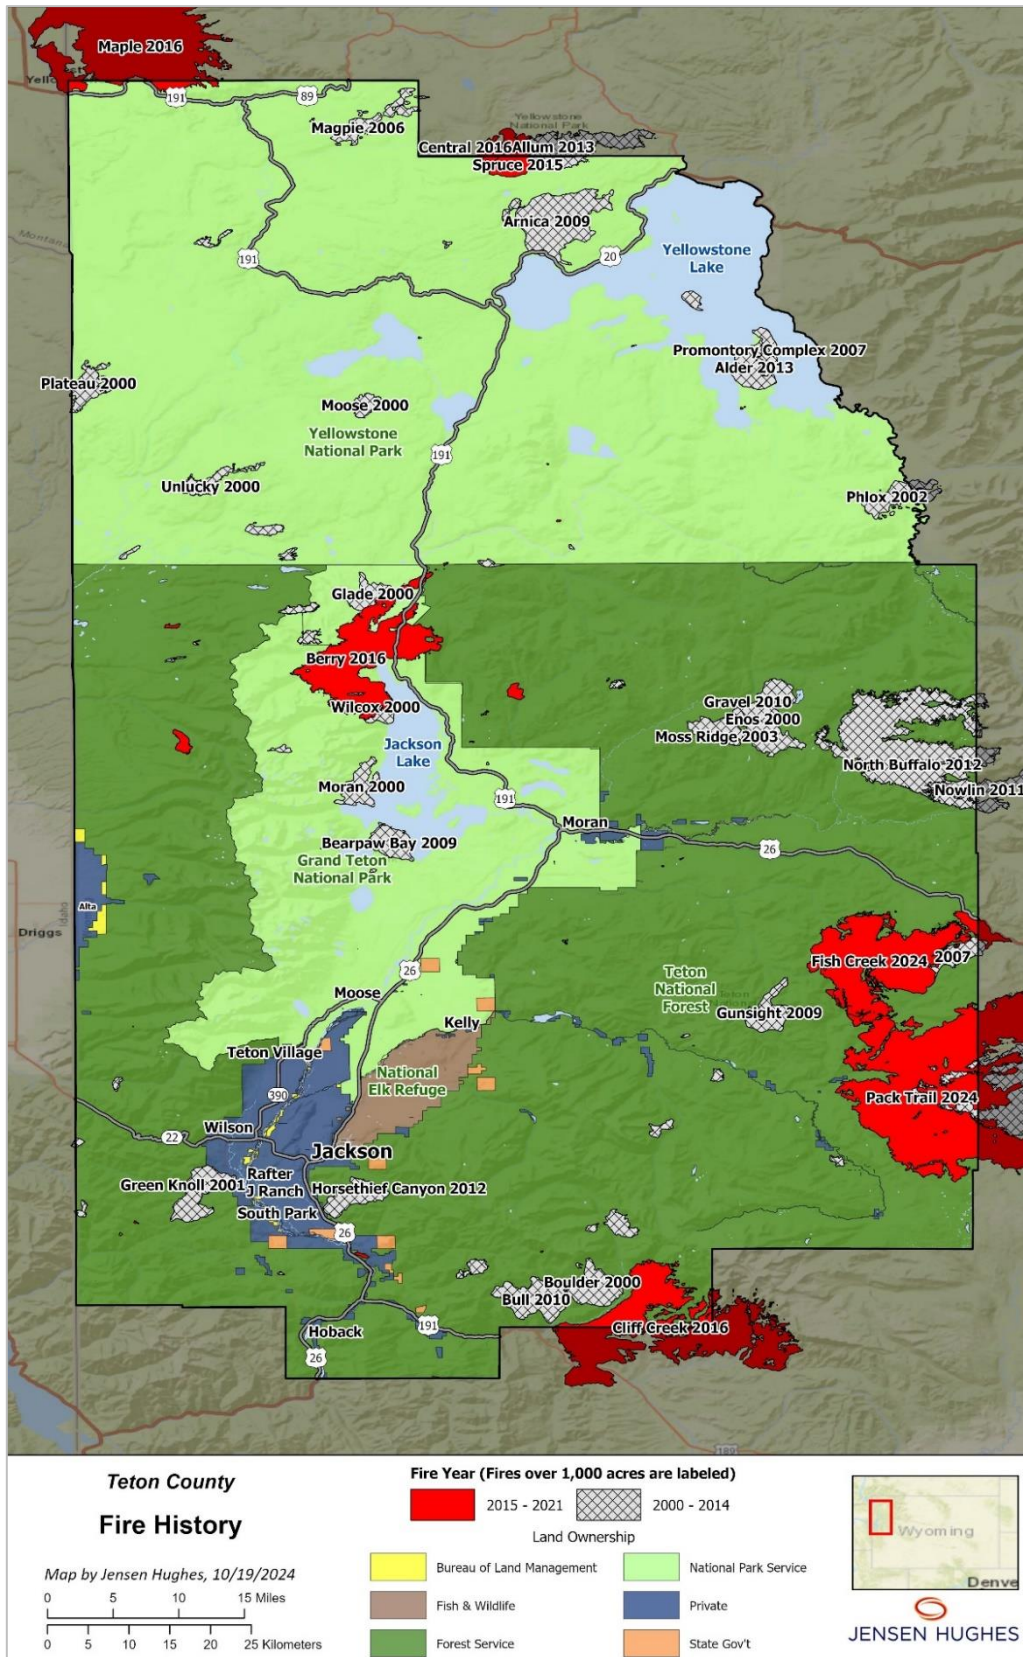 Maple 2016
191
89
Magpie 2006
Yellowstone
National Park
Central 2016
Allum 2013
Spruce 2015
Arnica 2009
Montana
191
20
Yellowstone
Lake
Promontory Complex 2007
Alder 2013
Plateau 2000
Moose 2000
Yellowstone
National Park
191
Unlucky 2000
Phlox 2002
Glade 2000
Berry 2016
Wilcox 2000
Gravel 2010
Enos 2000
Moss Ridge 2003
Jackson
Lake
North Buffalo 2012
Moran 2000
Nowlin 2011
191
Moran
Bearpaw Bay 2009
26
Grand Teton
National Park
Alta
Idaho
Driggs
Fish Creek 2024
2007
26
Teton
National
Forest
Moose
Gunsight 2009
Kelly
Teton Village
National
Elk Refuge
390
Pack Trail 2024
Wilson
22
Jackson
Rafter
J Ranch
Green Knoll 2001
Horsethief Canyon 2012
South Park
26
Boulder 2000
Bull 2010
Hoback
191
Cliff Creek 2016
26
189
Teton County
Fire History
Map by Jensen Hughes, 10/19/2024
0 5 10 15 Miles
0 5 10 15 20 25 Kilometers
Fire Year (Fires over 1,000 acres are labeled)
2015 - 2021
2000 - 2014
Land Ownership
Bureau of Land Management
National Park Service
Fish & Wildlife
Private
Forest Service
State Gov't
Wyoming
Denve
JENSEN HUGHES